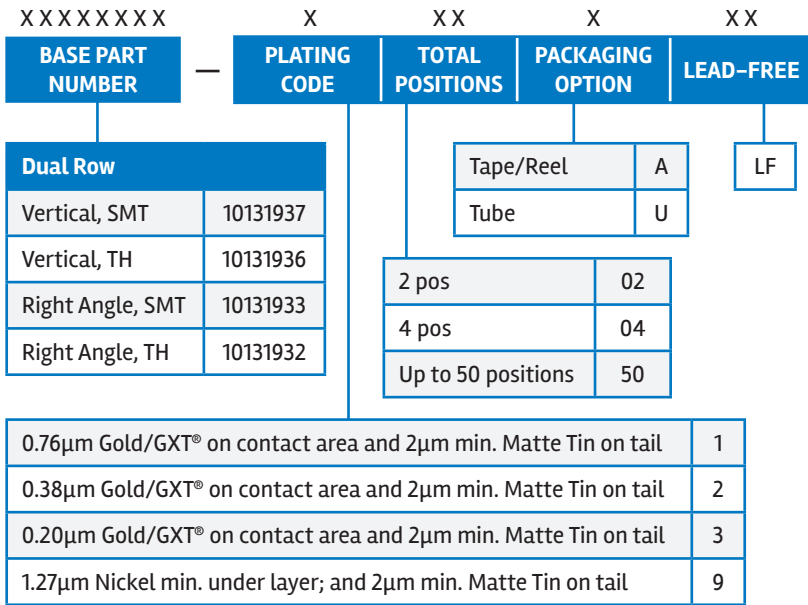 XXXXXXXX X XX X XX
BASE PART NUMBER — PLATING CODE TOTAL POSITIONS PACKAGING OPTION LEAD-FREE
Dual Row
Vertical, SMT 10131937
Vertical, TH 10131936
Right Angle, SMT 10131933
Right Angle, TH 10131932
Tape/Reel A
Tube U
LF
2 pos 02
4 pos 04
Up to 50 positions 50
0.76µm Gold/GXT® on contact area and 2µm min. Matte Tin on tail 1
0.38µm Gold/GXT® on contact area and 2µm min. Matte Tin on tail 2
0.20µm Gold/GXT® on contact area and 2µm min. Matte Tin on tail 3
1.27µm Nickel min. under layer; and 2µm min. Matte Tin on tail 9